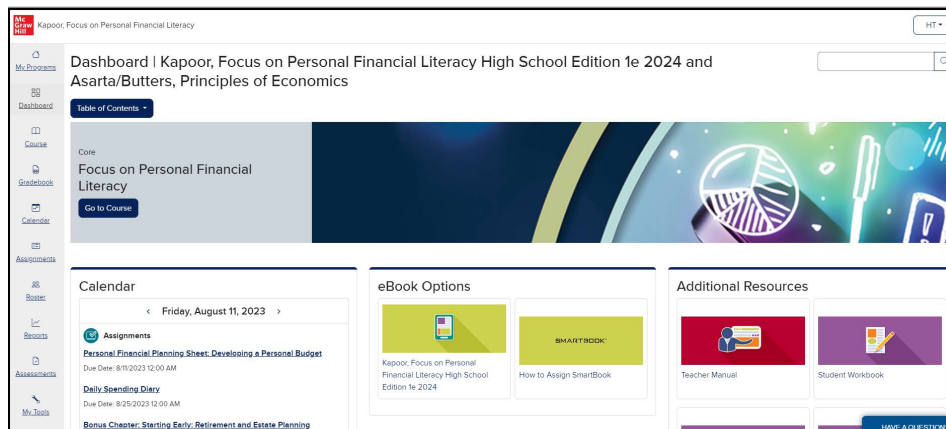 Mc
Graw
Hill
Kapoor, Focus on Personal Financial Literacy
HT
My Programs
Dashboard
Course
Gradebook
Calendar
Assignments
Roster
Reports
Assessments
My Tools
Dashboard | Kapoor, Focus on Personal Financial Literacy High School Edition 1e 2024 and
Asarta/Butters, Principles of Economics
Table of Contents
Core
Focus on Personal Financial
Literacy
Go to Course
Calendar
< Friday, August 11, 2023 >
Assignments
Personal Financial Planning Sheet: Developing a Personal Budget
Due Date: 8/11/2023 12:00 AM
Daily Spending Diary
Due Date: 8/25/2023 12:00 AM
Bonus Chapter: Starting Early: Retirement and Estate Planning
eBook Options
Kapoor, Focus on Personal
Financial Literacy High School
Edition 1e 2024
SMARTBOOK®
How to Assign SmartBook
Additional Resources
Teacher Manual
Student Workbook
HAVE A QUESTION